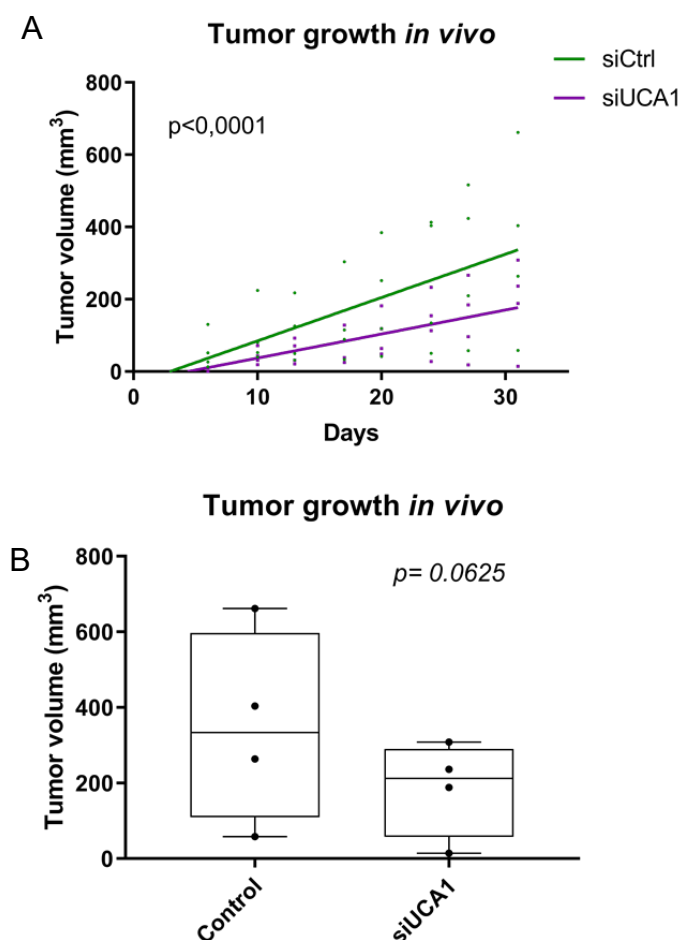 A
Tumor growth in vivo
siCtrl
siUCA1
p<0,0001
Tumor volume (mm³)
800
600
400
200
0
0 10 20 30
Days
Tumor growth in vivo
B
p= 0.0625
Tumor volume (mm³)
800
600
400
200
0
Control
siUCA1